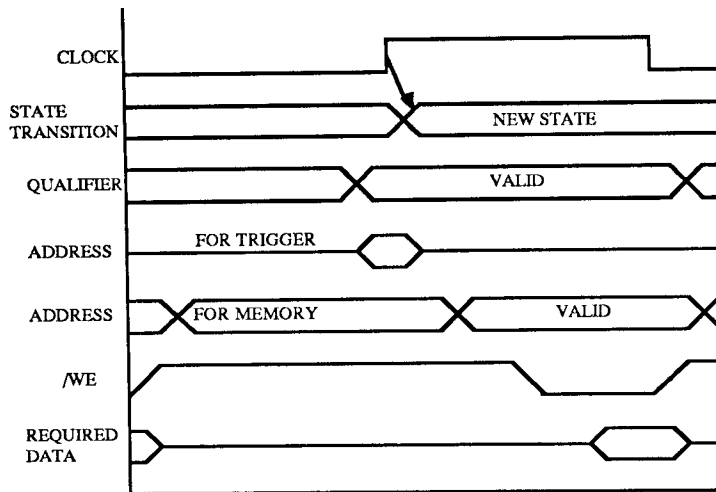 CLOCK
STATE
TRANSITION
NEW STATE
QUALIFIER
VALID
ADDRESS
FOR TRIGGER
ADDRESS
FOR MEMORY
VALID
/WE
REQUIRED
DATA